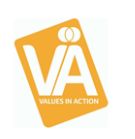 VA
VALUES IN ACTION